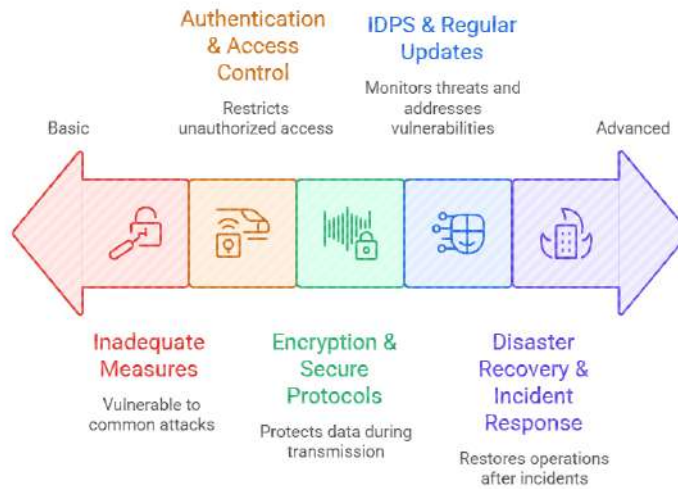 Authentication
& Access
Control
Restricts
unauthorized access
IDPS & Regular
Updates
Monitors threats and
addresses
vulnerabilities
Basic
Advanced
Inadequate
Measures
Vulnerable to
common attacks
Encryption &
Secure
Protocols
Protects data during
transmission
Disaster
Recovery &
Incident
Response
Restores operations
after incidents